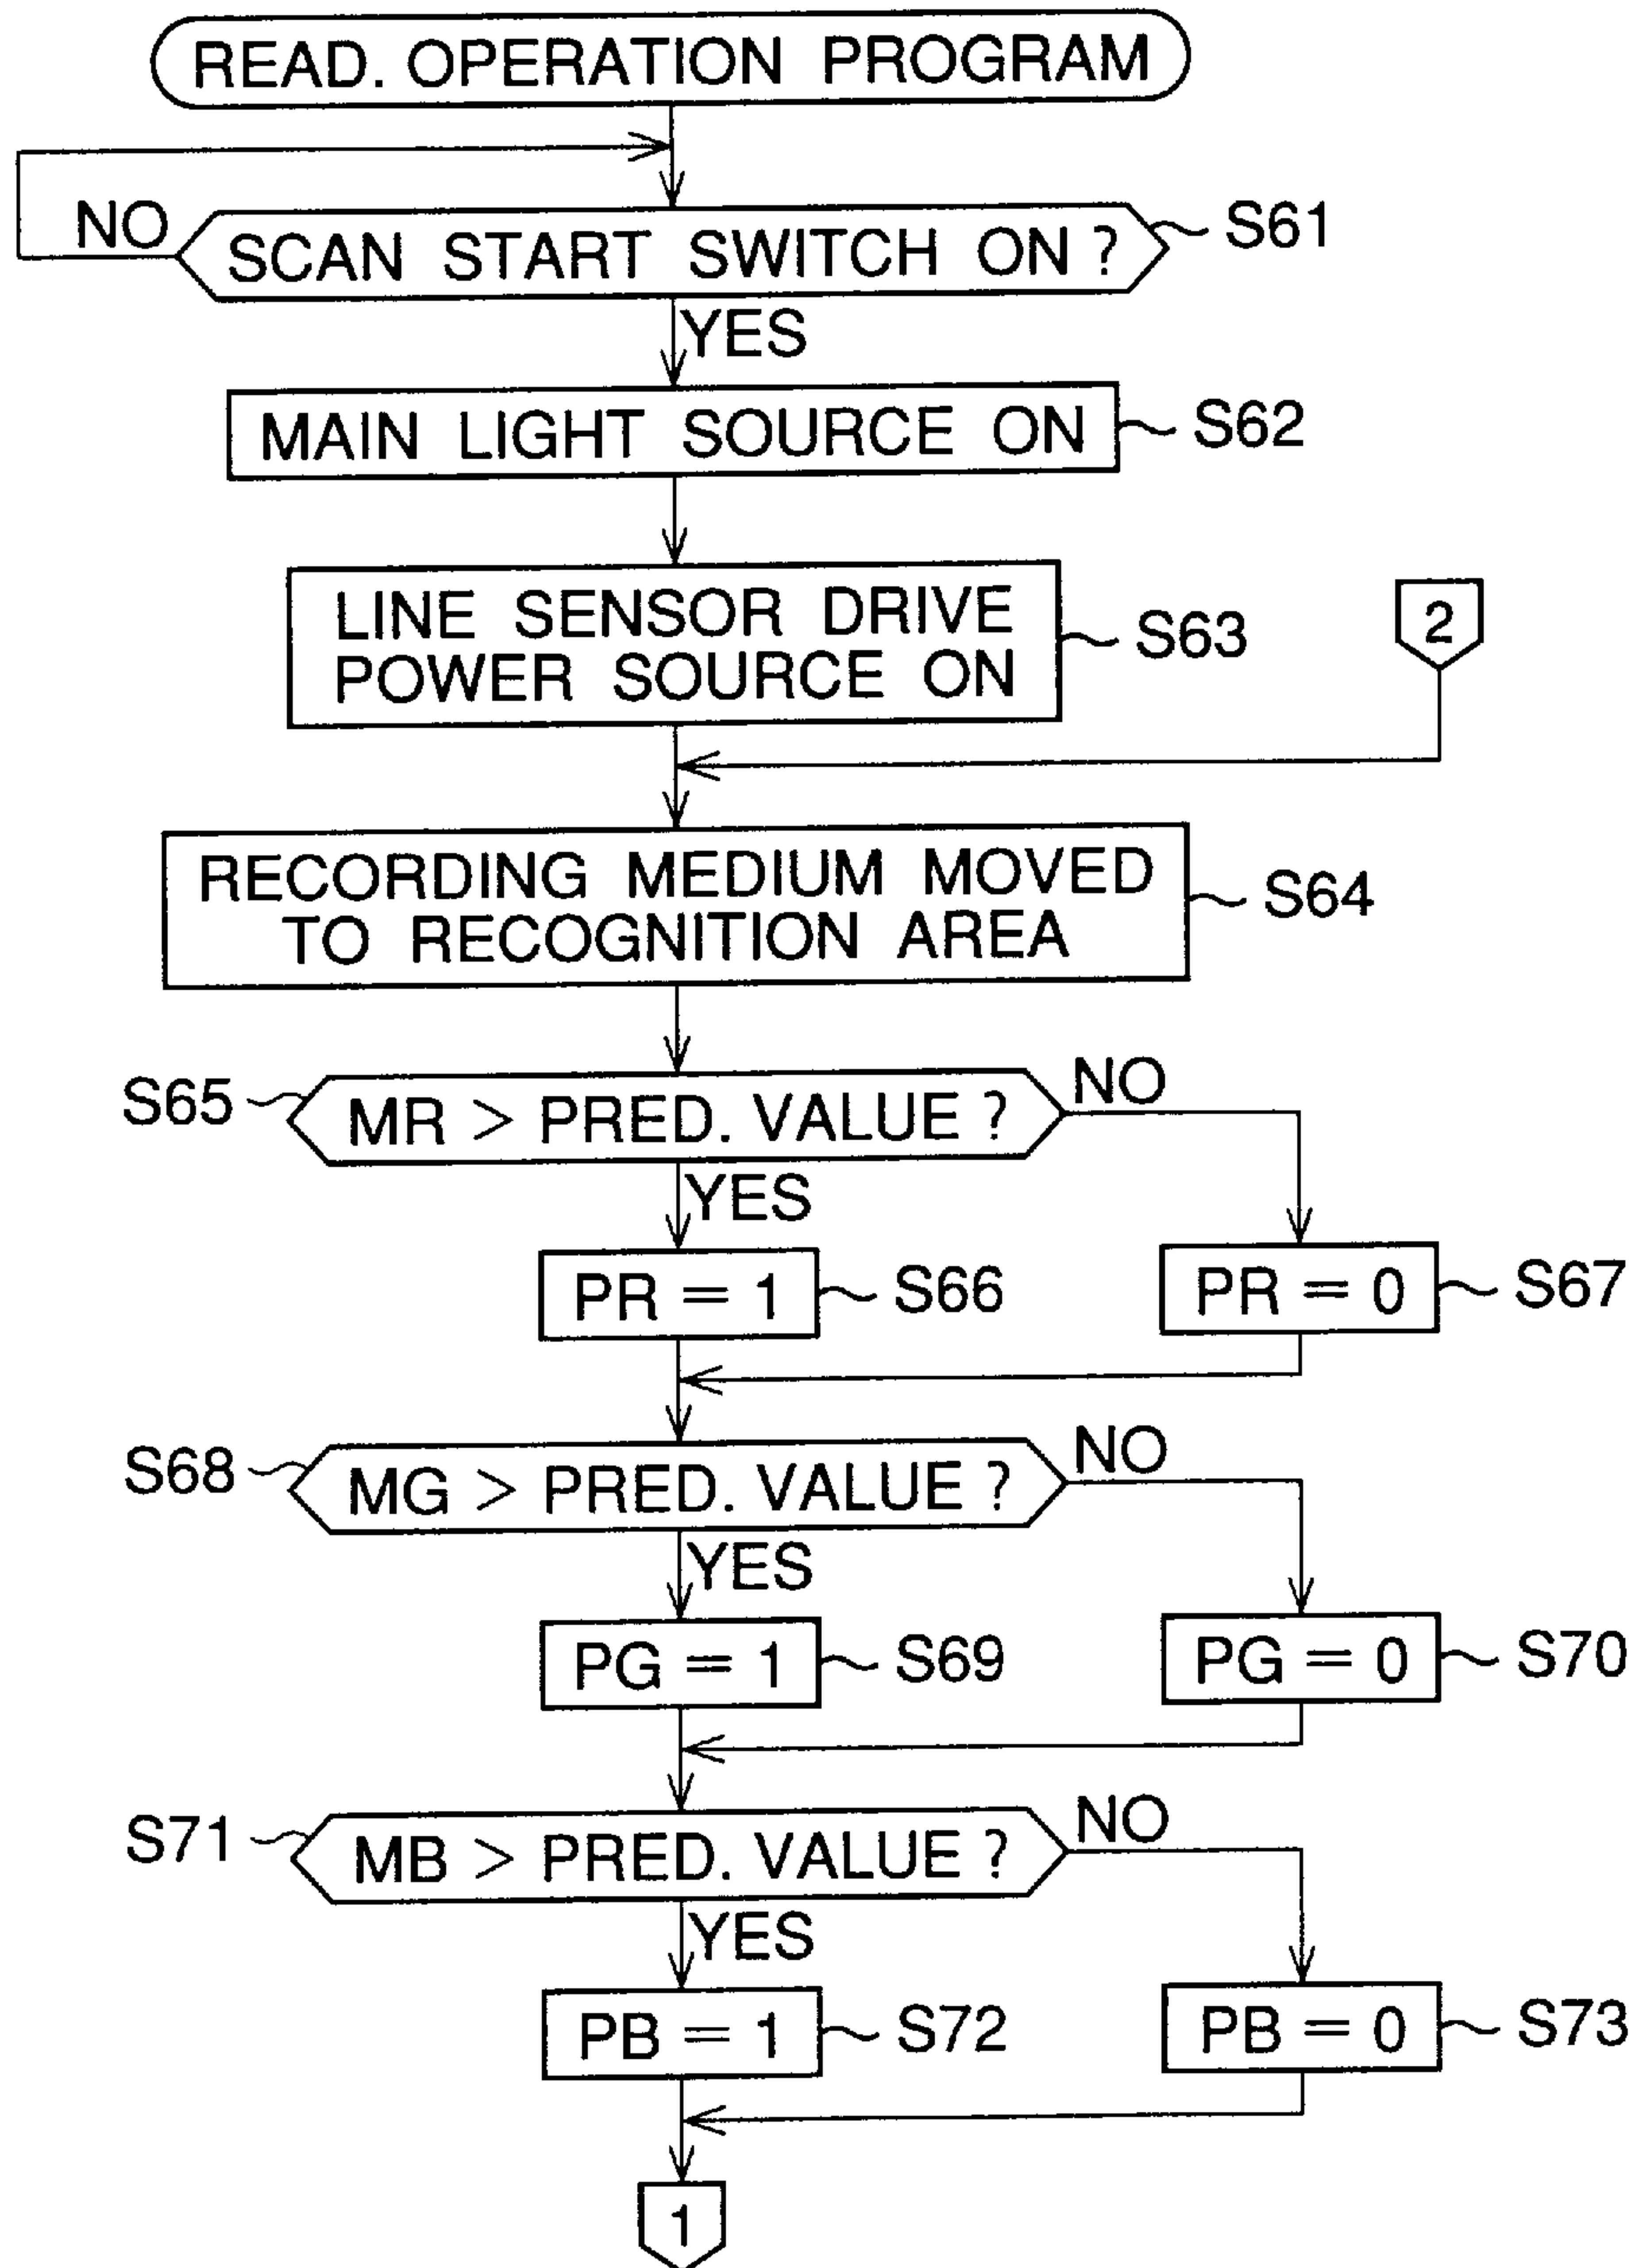 READ. OPERATION PROGRAM
NO
SCAN START SWITCH ON ?
S61
YES
MAIN LIGHT SOURCE ON
S62
LINE SENSOR DRIVE
POWER SOURCE ON
S63
2
RECORDING MEDIUM MOVED
TO RECOGNITION AREA
S64
S65
MR > PRED. VALUE ?
NO
YES
PR = 1
S66
PR = 0
S67
S68
MG > PRED. VALUE ?
NO
YES
PG = 1
S69
PG = 0
S70
S71
MB > PRED. VALUE ?
NO
YES
PB = 1
S72
PB = 0
S73
1